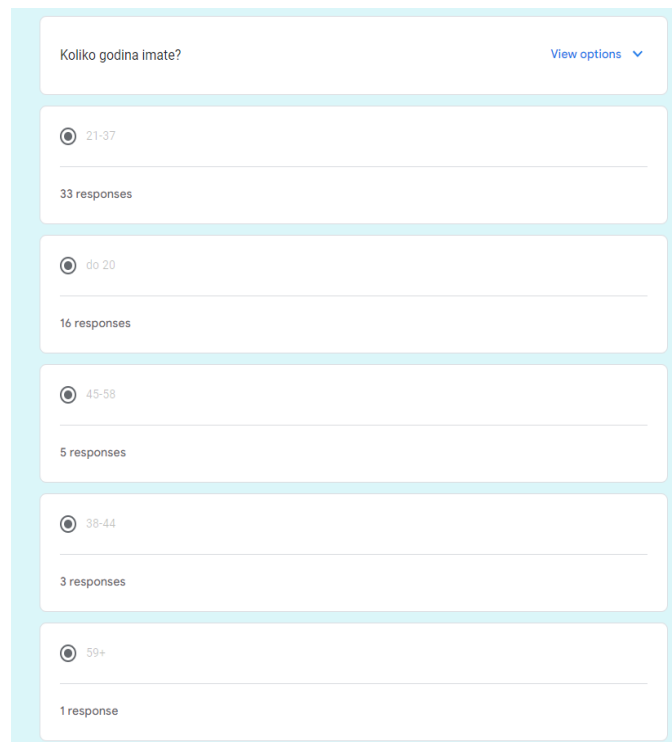 Koliko godina imate?
View options
21-37
33 responses
do 20
16 responses
45-58
5 responses
38-44
3 responses
59+
1 response